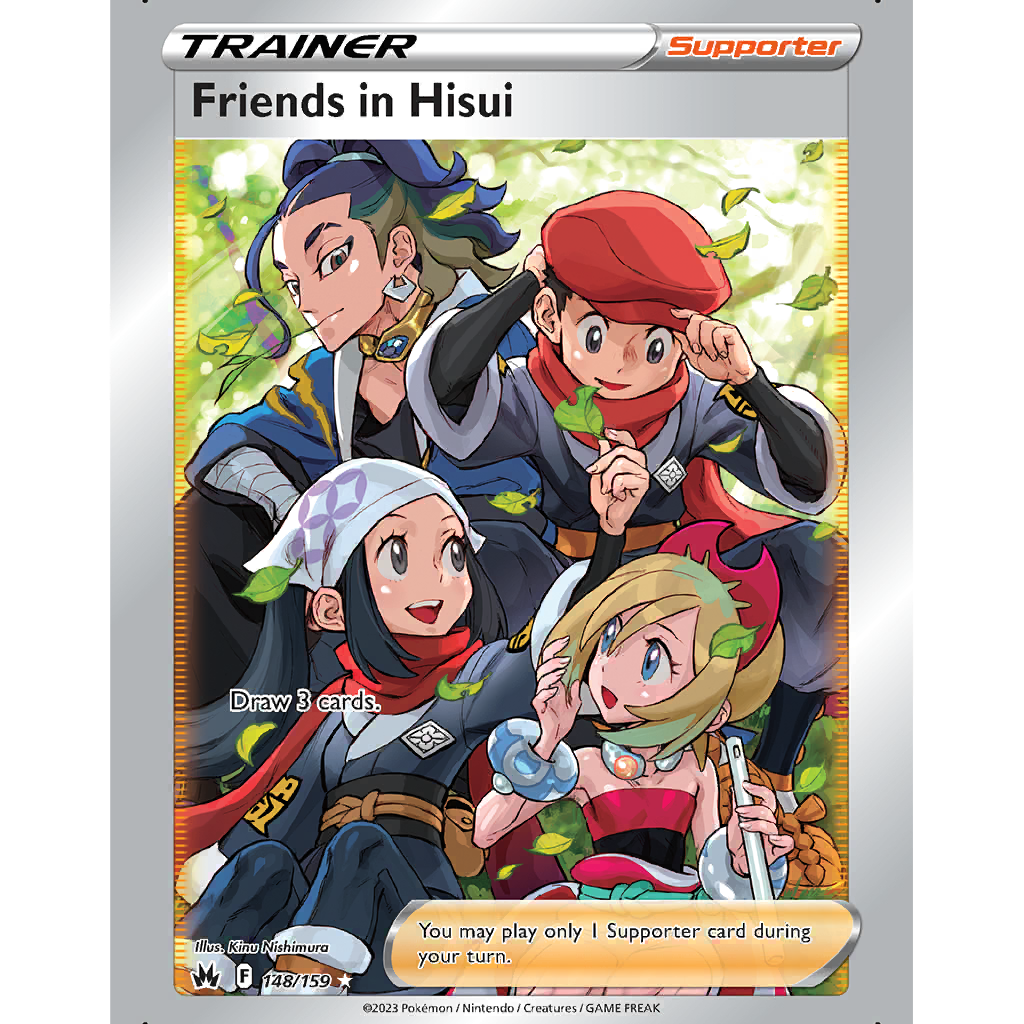 TRAINER
Supporter
Friends in Hisui
Draw 3 cards.
You may play only 1 Supporter card during
your turn.
Illus. Kinu Nishimura
F 148/159
©2023 Pokémon / Nintendo / Creatures / GAME FREAK